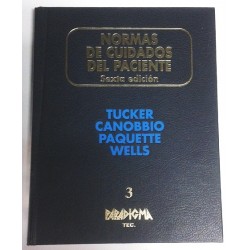 NORMAS
DE CUIDADOS
DEL PACIENTE
Sexta edición
TUCKER
CANOBBIO
PAQUETTE
WELLS
3
PARADIGMA
TEC.